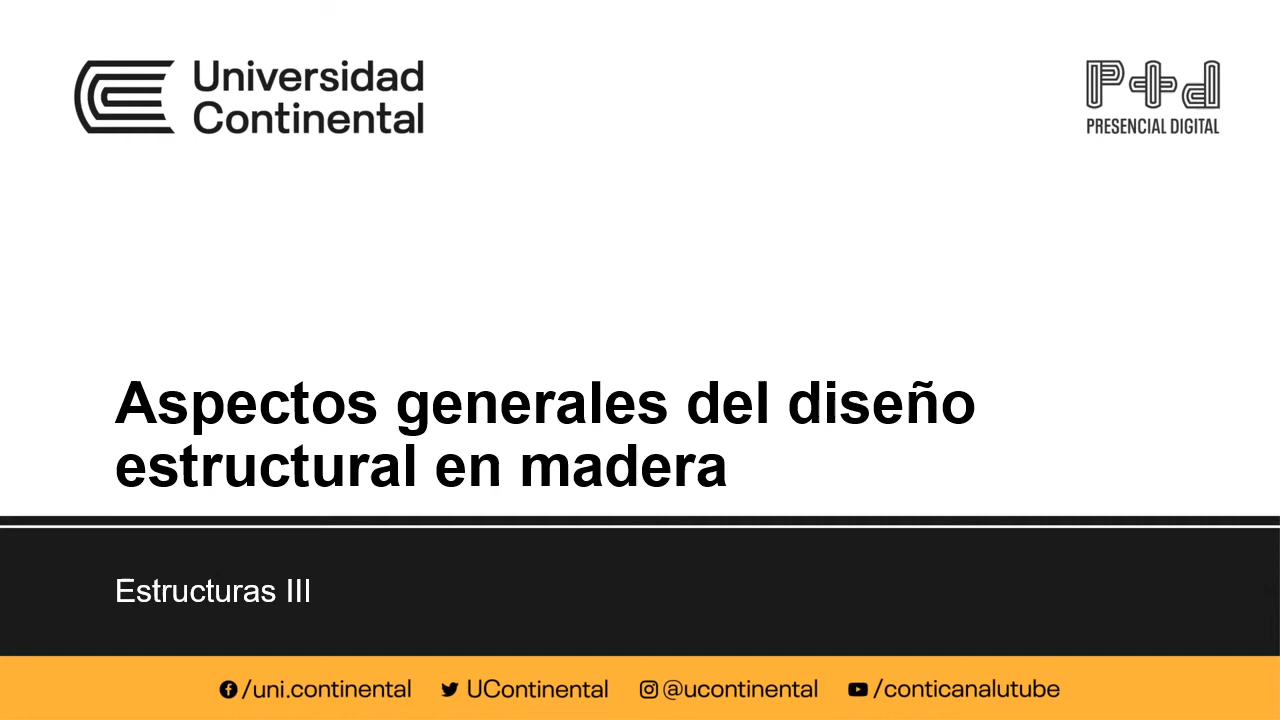 Universidad
Continental
P+d
PRESENCIAL DIGITAL
Aspectos generales del diseño
estructural en madera
Estructuras III
/uni.continental UContinental @ucontinental /conticanalutube